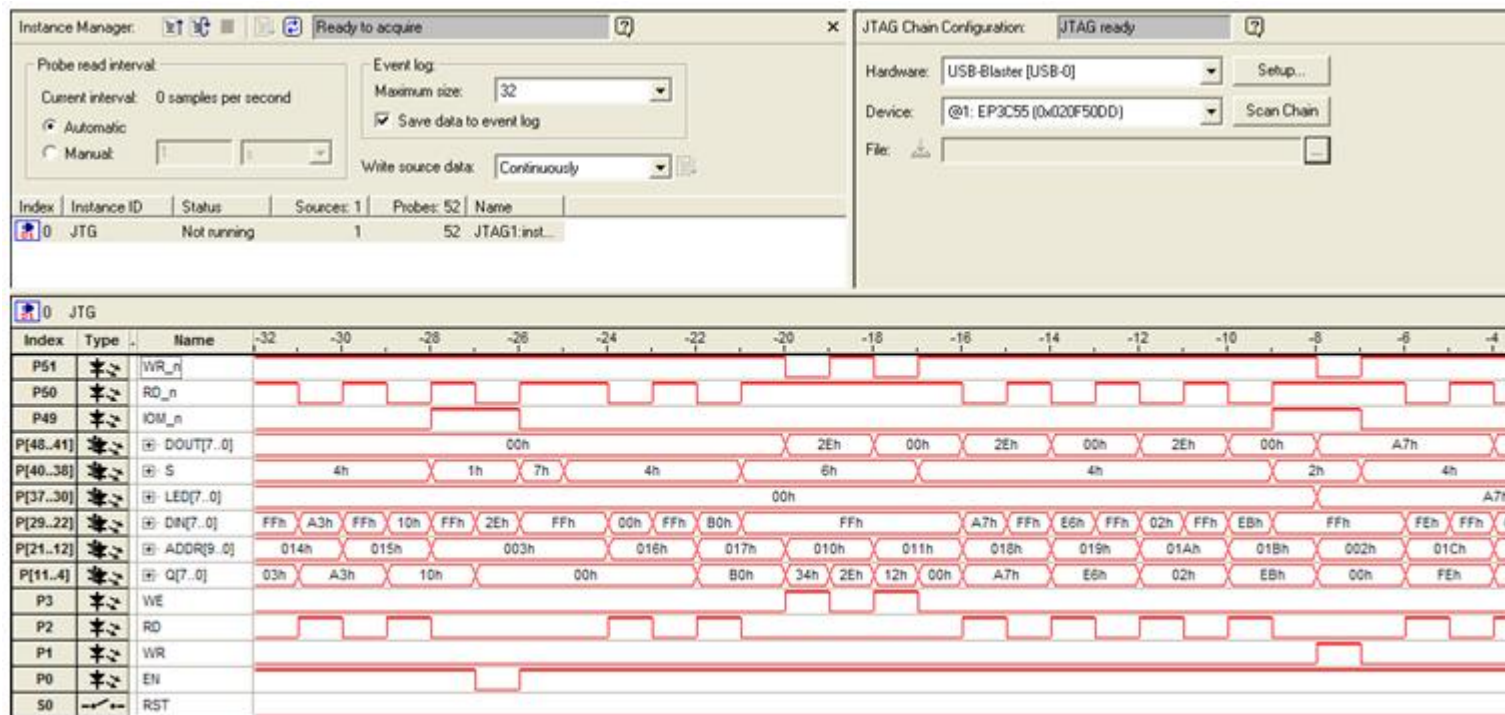 Instance Manager: Ready to acquire
JTAG Chain Configuration: JTAG ready
Probe read interval:
Current interval: 0 samples per second
Automatic
Manual: 1 s
Event log:
Maximum size: 32
Save data to event log
Write source data: Continuously
Hardware: USB-Blaster [USB-0] Setup...
Device: @1: EP3C55 (0x020F50DD) Scan Chain
File: ...
Index Instance ID Status Sources: 1 Probes: 52 Name
0 JTG Not running 1 52 JTAG1:inst...
0 JTG
Index Type Name -32 -30 -28 -26 -24 -22 -20 -18 -16 -14 -12 -10 -8 -6 -4
P51 WR_n
P50 RD_n
P49 IOM_n
P[48..41] DOUT[7..0] 00h 2Eh 00h 2Eh 00h 2Eh 00h A7h
P[40..38] S 4h 1h 7h 4h 6h 4h 2h 4h
P[37..30] LED[7..0] 00h A7h
P[29..22] DIN[7..0] FFh A3h FFh 10h FFh 2Eh FFh 00h FFh B0h FFh A7h FFh E6h FFh 02h FFh EBh FFh FEh FFh
P[21..12] ADDR[9..0] 014h 015h 003h 016h 017h 010h 011h 018h 019h 01Ah 01Bh 002h 01Ch
P[11..4] Q[7..0] 03h A3h 10h 00h B0h 34h 2Eh 12h 00h A7h E6h 02h EBh 00h FEh
P3 WE
P2 RD
P1 WR
P0 EN
S0 RST